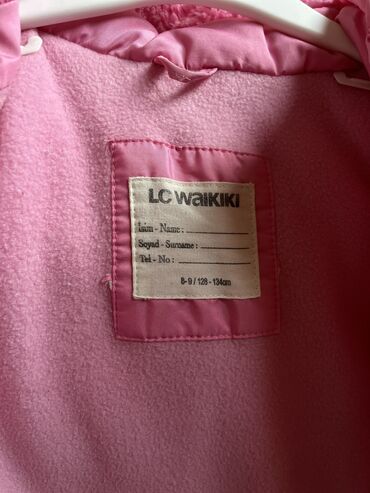 LC WAIKIKI
İsim - Name :
Soyad - Surname :
Tel - No :
8-9 / 128 - 134cm